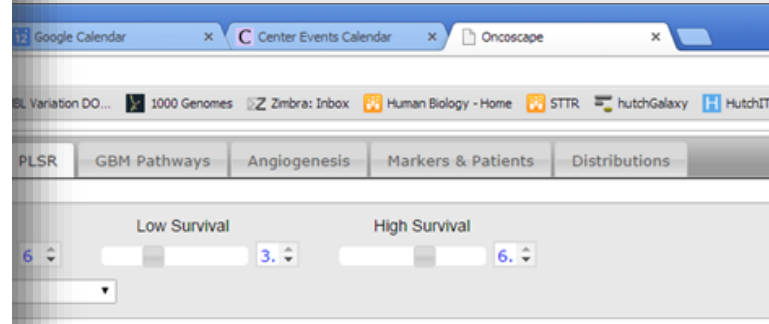 12 Google Calendar × C Center Events Calendar × Oncoscape ×
BL Variation DO... 1000 Genomes Z Zimbra: Inbox Human Biology - Home STTR hutchGalaxy H HutchIT
PLSR GBM Pathways Angiogenesis Markers & Patients Distributions
Low Survival High Survival
6 3. 6.